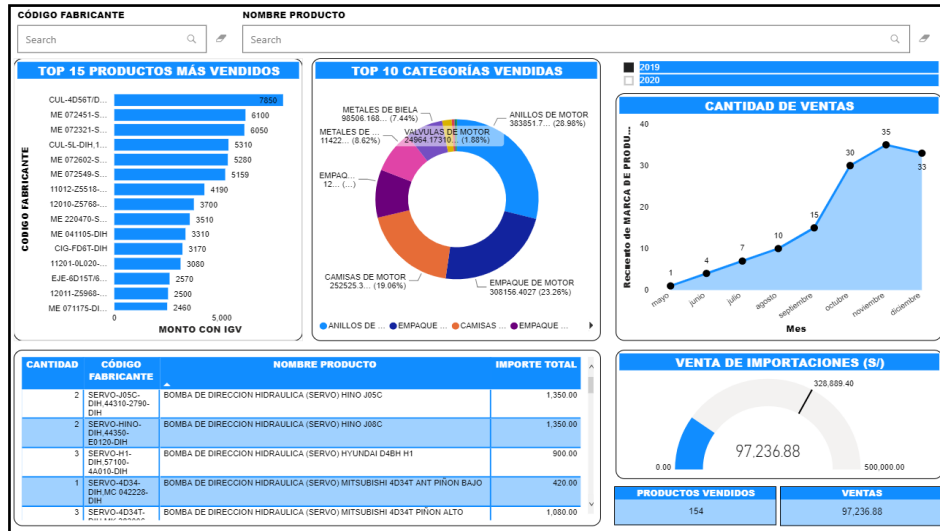 CÓDIGO FABRICANTE
NOMBRE PRODUCTO
Search
Search
TOP 15 PRODUCTOS MÁS VENDIDOS
CODIGO FABRICANTE
CUL-4D56T/D... 7850
ME 072451-S... 6100
ME 072321-S... 6050
CUL-5L-DIH,1... 5310
ME 072602-S... 5280
ME 072549-S... 5159
11012-Z5518-... 4190
12010-Z5768-... 3700
ME 220470-S... 3510
ME 041105-DIH 3310
CIG-FD6T-DIH 3170
11201-0L020-... 3080
EJE-6D15T/6... 2570
12011-Z5968-... 2500
ME 071175-DI... 2460
0 5,000
MONTO CON IGV
TOP 10 CATEGORÍAS VENDIDAS
METALES DE BIELA
98506.168... (7.44%)
ANILLOS DE MOTOR
383851.7... (28.98%)
METALES DE ...
11422... (8.62%)
VALVULAS DE MOTOR
24964.17310... (1.88%)
EMPAQ...
12... (...)
CAMISAS DE MOTOR
252525.3... (19.06%)
EMPAQUE DE MOTOR
308156.4027 (23.26%)
ANILLOS DE ... EMPAQUE ... CAMISAS ... EMPAQUE ...
2019
2020
CANTIDAD DE VENTAS
Recuento de MARCA DE PRODU...
40
30
20
10
0
1
4
7
10
15
30
35
33
mayo junio julio agosto septiembre octubre noviembre diciembre
Mes
CANTIDAD CÓDIGO FABRICANTE NOMBRE PRODUCTO IMPORTE TOTAL
2 SERVO-J05C- BOMBA DE DIRECCION HIDRAULICA (SERVO) HINO J05C 1,350.00
DIH,44310-2790-
DIH
2 SERVO-HINO- BOMBA DE DIRECCION HIDRAULICA (SERVO) HINO J08C 1,350.00
DIH,44350-
E0120-DIH
3 SERVO-H1- BOMBA DE DIRECCION HIDRAULICA (SERVO) HYUNDAI D4BH H1 900.00
DIH,57100-
4A010-DIH
1 SERVO-4D34- BOMBA DE DIRECCION HIDRAULICA (SERVO) MITSUBISHI 4D34T ANT PIÑON BAJO 420.00
DIH,MC 042228-
DIH
3 SERVO-4D34T- BOMBA DE DIRECCION HIDRAULICA (SERVO) MITSUBISHI 4D34T PIÑON ALTO 1,080.00
VENTA DE IMPORTACIONES (S/)
328,889.40
97,236.88
0.00
500,000.00
PRODUCTOS VENDIDOS
154
VENTAS
97,236.88